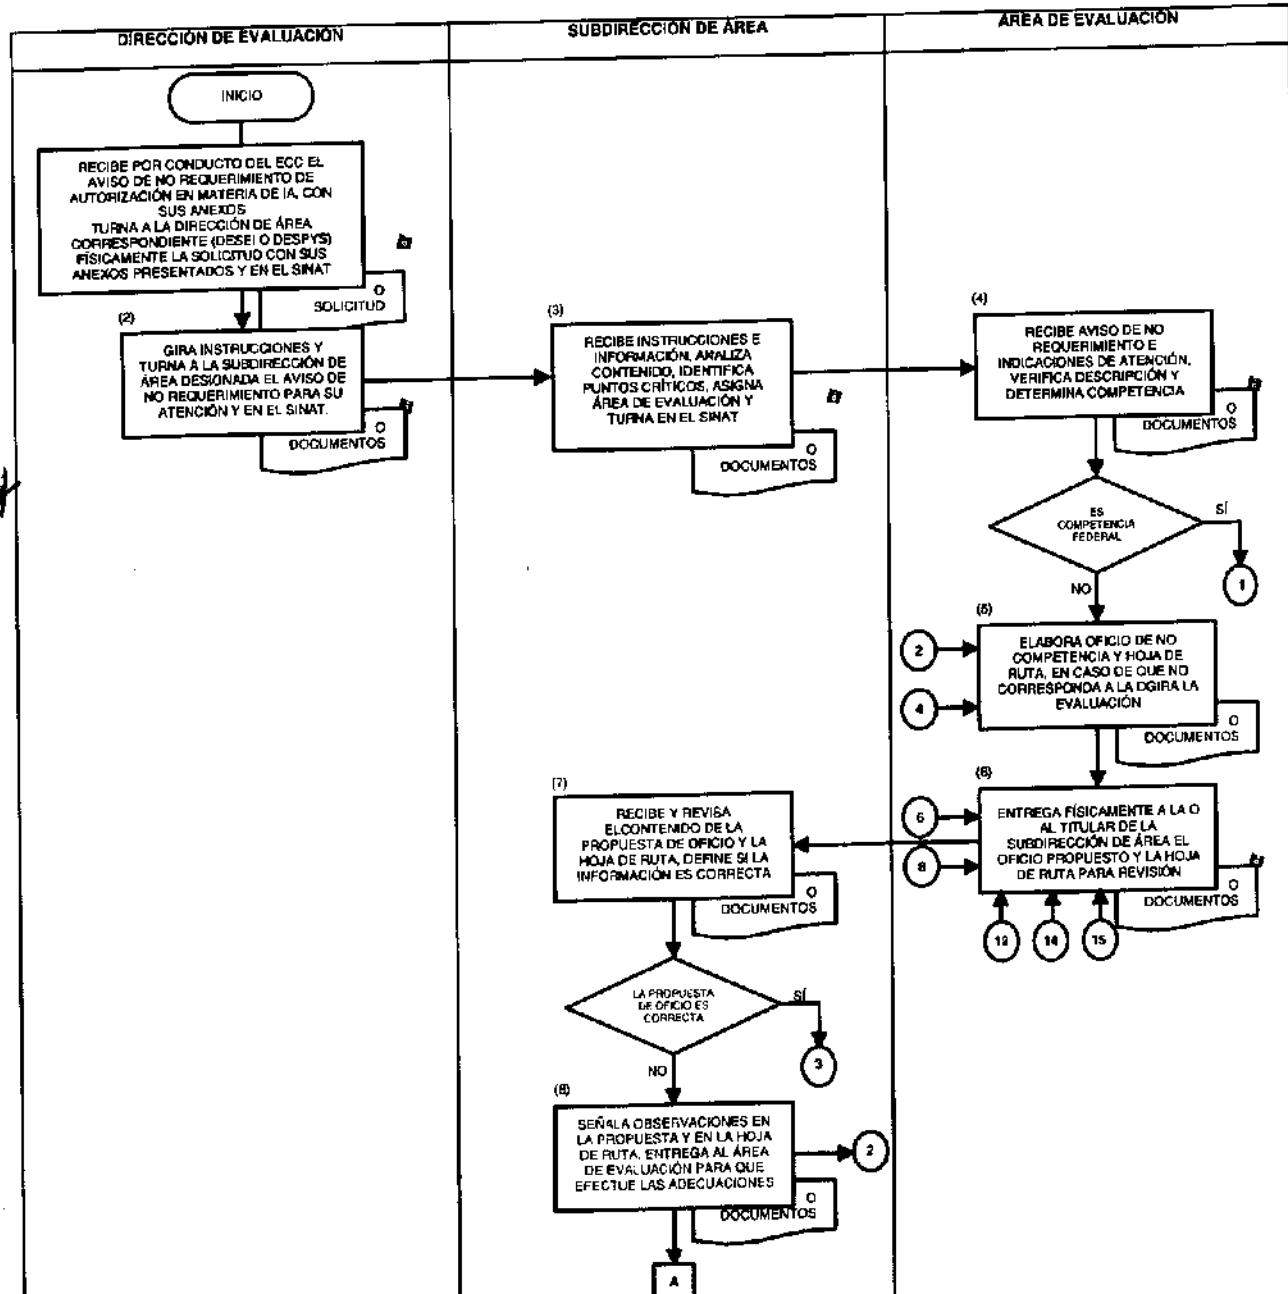 DIRECCIÓN DE EVALUACIÓN
SUBDIRECCIÓN DE ÁREA
ÁREA DE EVALUACIÓN
INICIO
RECIBE POR CONDUCTO DEL ECC EL
AVISO DE NO REQUERIMIENTO DE
AUTORIZACIÓN EN MATERIA DE IA, CON
SUS ANEXOS
TURNA A LA DIRECCIÓN DE ÁREA
CORRESPONDIENTE (DESEI O DESPYS)
FÍSICAMENTE LA SOLICITUD CON SUS
ANEXOS PRESENTADOS Y EN EL SINAT
O
SOLICITUD
(2)
GIRA INSTRUCCIONES Y
TURNA A LA SUBDIRECCIÓN DE
ÁREA DESIGNADA EL AVISO DE
NO REQUERIMIENTO PARA SU
ATENCIÓN Y EN EL SINAT.
O
DOCUMENTOS
(3)
RECIBE INSTRUCCIONES E
INFORMACIÓN, ANALIZA
CONTENIDO, IDENTIFICA
PUNTOS CRÍTICOS, ASIGNA
ÁREA DE EVALUACIÓN Y
TURNA EN EL SINAT
O
DOCUMENTOS
(4)
RECIBE AVISO DE NO
REQUERIMIENTO E
INDICACIONES DE ATENCIÓN,
VERIFICA DESCRIPCIÓN Y
DETERMINA COMPETENCIA
O
DOCUMENTOS
ES
COMPETENCIA
FEDERAL
SÍ
1
NO
(5)
2
4
ELABORA OFICIO DE NO
COMPETENCIA Y HOJA DE
RUTA, EN CASO DE QUE NO
CORRESPONDA A LA DGIRA LA
EVALUACIÓN
O
DOCUMENTOS
(6)
6
8
ENTREGA FÍSICAMENTE A LA O
AL TITULAR DE LA
SUBDIRECCIÓN DE ÁREA EL
OFICIO PROPUESTO Y LA HOJA
DE RUTA PARA REVISIÓN
O
DOCUMENTOS
14
15
(7)
RECIBE Y REVISA
ELCONTENIDO DE LA
PROPUESTA DE OFICIO Y LA
HOJA DE RUTA, DEFINE SI LA
INFORMACIÓN ES CORRECTA
O
DOCUMENTOS
LA PROPUESTA
DE OFICIO ES
CORRECTA
SÍ
3
NO
(8)
SEÑALA OBSERVACIONES EN
LA PROPUESTA Y EN LA HOJA
DE RUTA, ENTREGA AL ÁREA
DE EVALUACIÓN PARA QUE
EFECTUE LAS ADECUACIONES
2
O
DOCUMENTOS
A